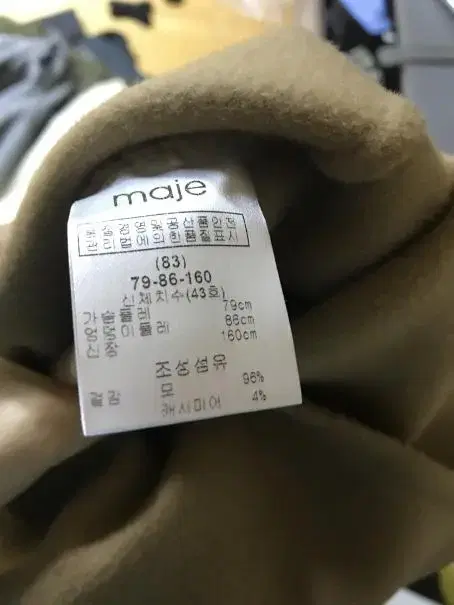 maje
품질경영 및 공산품안전
관리법에 의한 품질표시
(83)
79-86-160
신체치수(43호)
가슴둘레 79cm
엉덩이둘레 86cm
신장 160cm
조성섬유
겉감 모 96%
캐시미어 4%